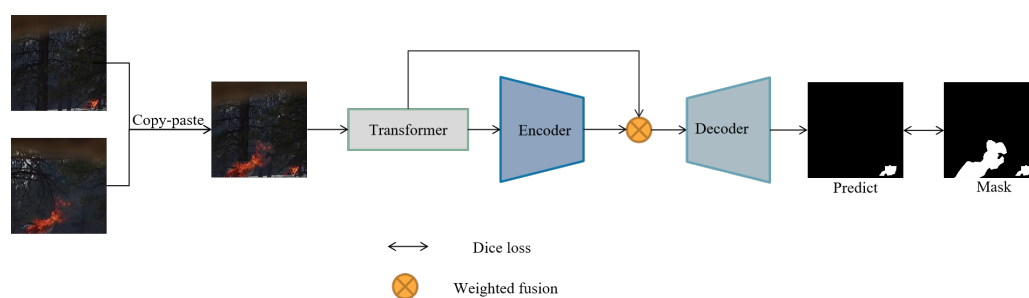 Copy-paste
Transformer
Encoder
Decoder
Predict
Mask
Dice loss
Weighted fusion